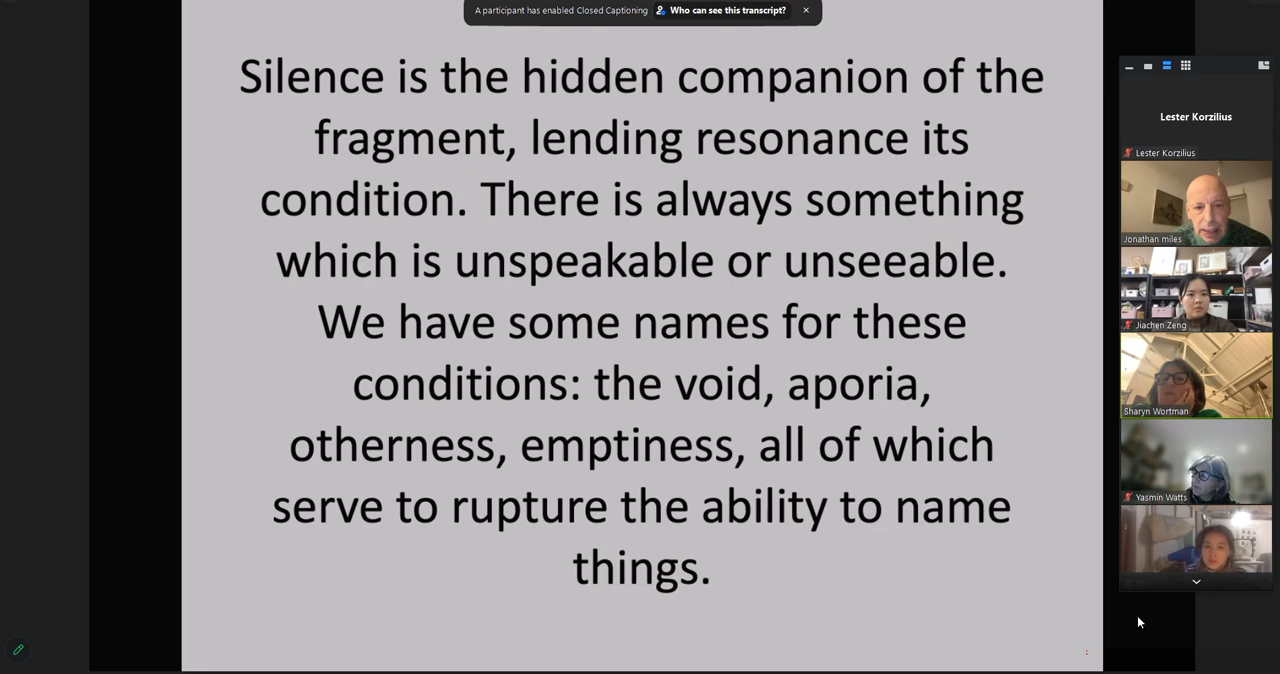 A participant has enabled Closed Captioning Who can see this transcript?
Silence is the hidden companion of the
fragment, lending resonance its
condition. There is always something
which is unspeakable or unseeable.
We have some names for these
conditions: the void, aporia,
otherness, emptiness, all of which
serve to rupture the ability to name
things.
Lester Korzilius
Lester Korzilius
Jonathan miles
Jiachen Zeng
Sharyn Wortman
Yasmin Watts